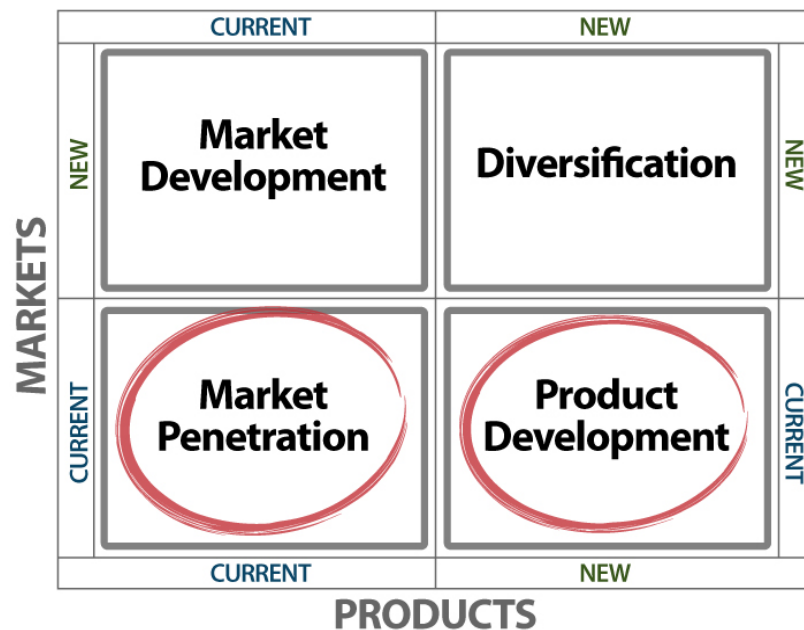 CURRENT NEW
NEW
Market
Development
Diversification
NEW
MARKETS
CURRENT
Market
Penetration
Product
Development
CURRENT
CURRENT NEW
PRODUCTS